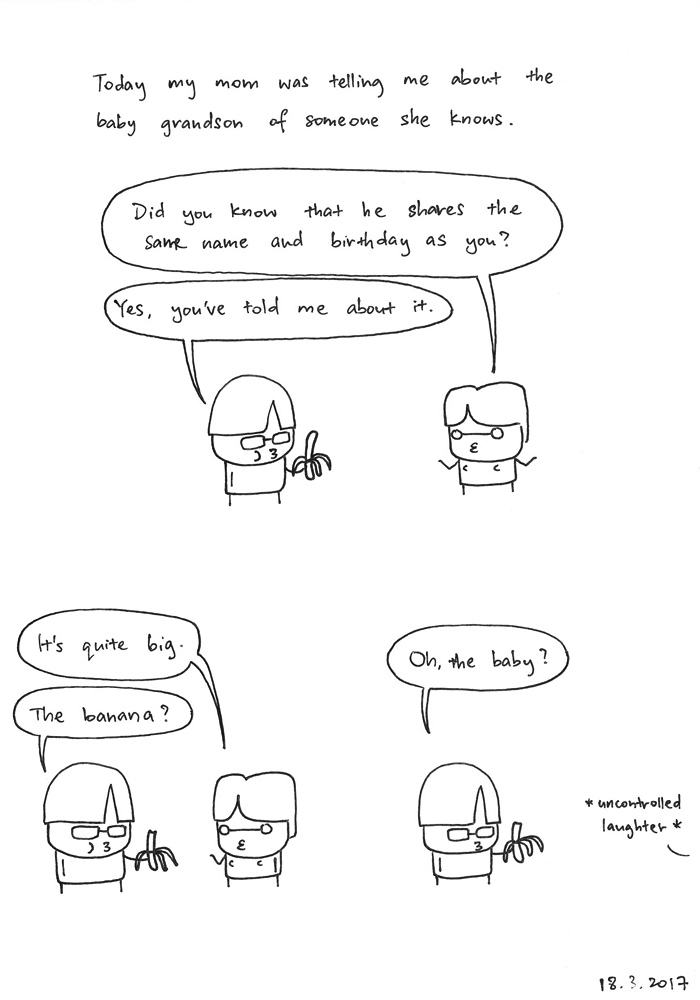 Today my mom was telling me about the
baby grandson of someone she knows.
Did you know that he shares the
same name and birthday as you?
Yes, you've told me about it.
It's quite big.
The banana?
Oh, the baby?
*uncontrolled
laughter*
18.3.2017